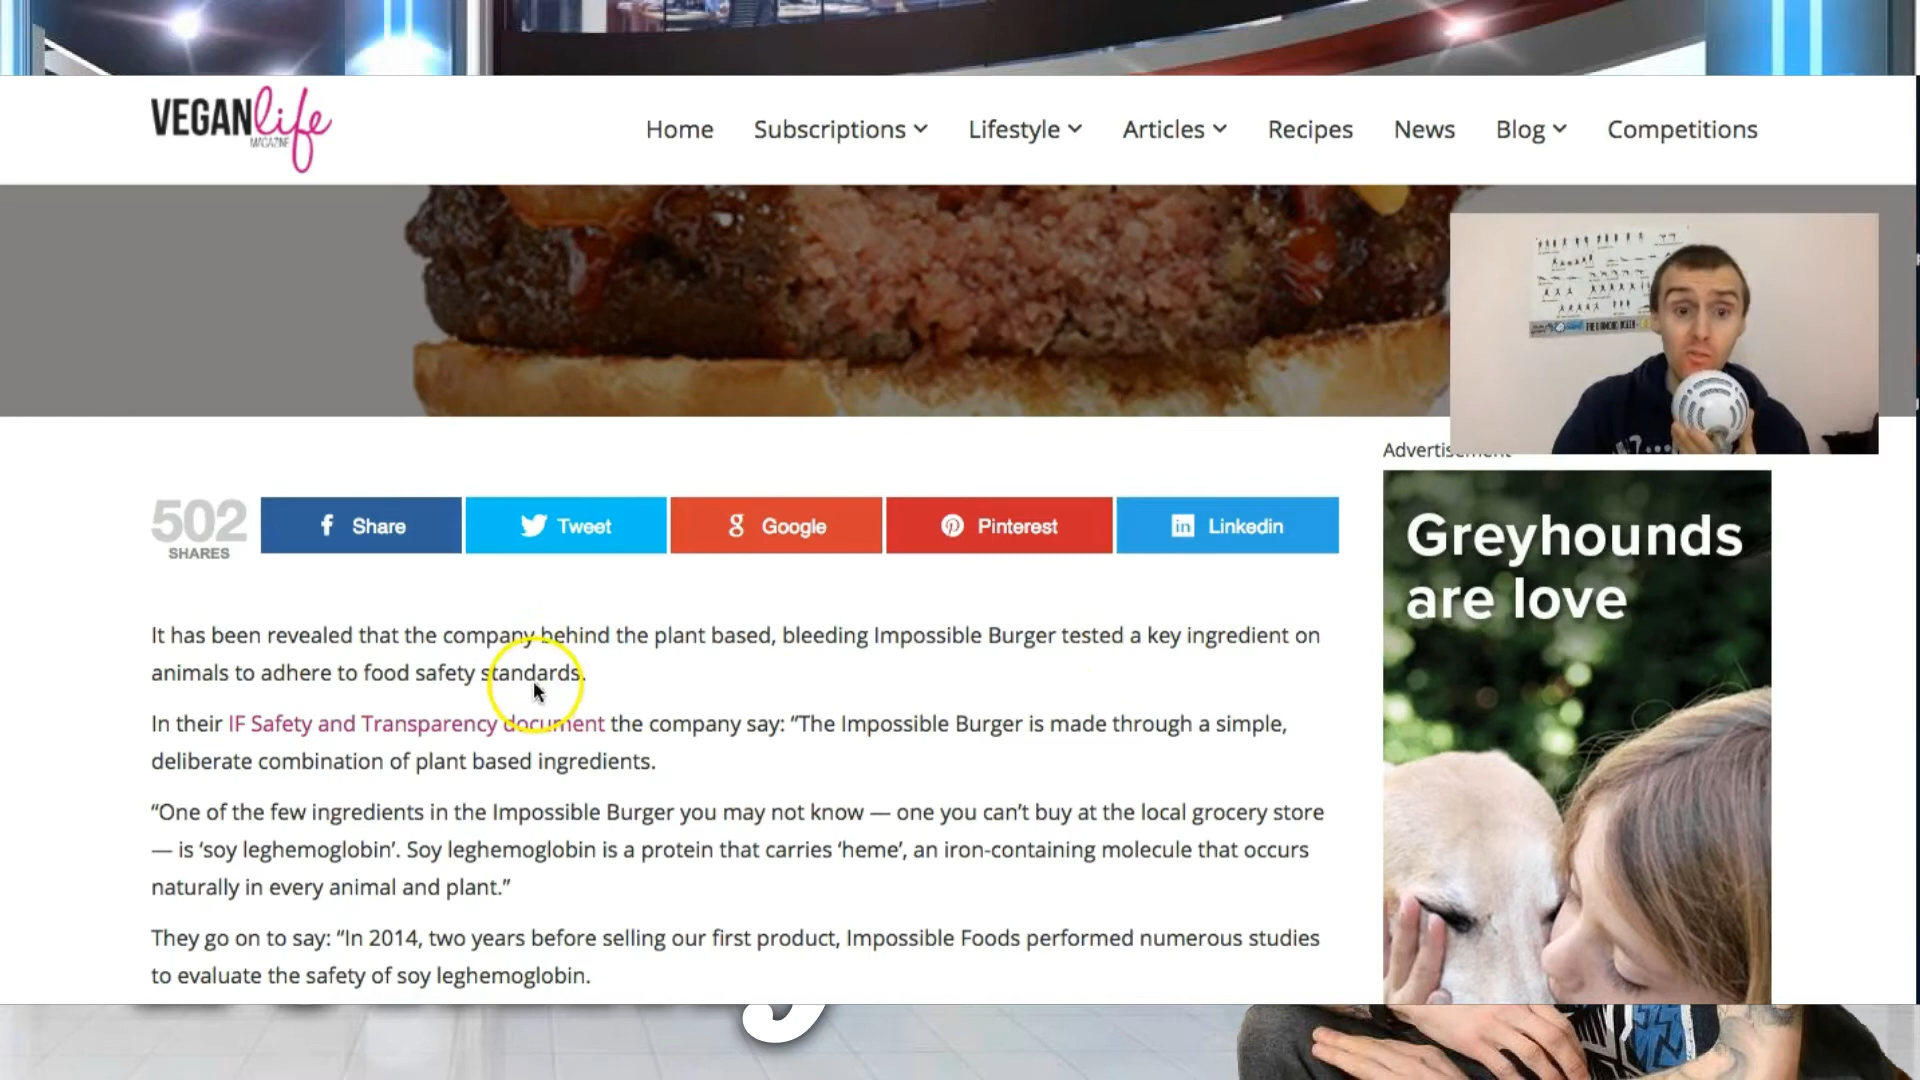 VEGANlife
MAGAZINE
Home Subscriptions Lifestyle Articles Recipes News Blog Competitions
Advertisement
502
SHARES
Share Tweet Google Pinterest Linkedin
Greyhounds
are love
It has been revealed that the company behind the plant based, bleeding Impossible Burger tested a key ingredient on
animals to adhere to food safety standards.
In their IF Safety and Transparency document the company say: “The Impossible Burger is made through a simple,
deliberate combination of plant based ingredients.
“One of the few ingredients in the Impossible Burger you may not know — one you can’t buy at the local grocery store
— is ‘soy leghemoglobin’. Soy leghemoglobin is a protein that carries ‘heme’, an iron-containing molecule that occurs
naturally in every animal and plant.”
They go on to say: “In 2014, two years before selling our first product, Impossible Foods performed numerous studies
to evaluate the safety of soy leghemoglobin.